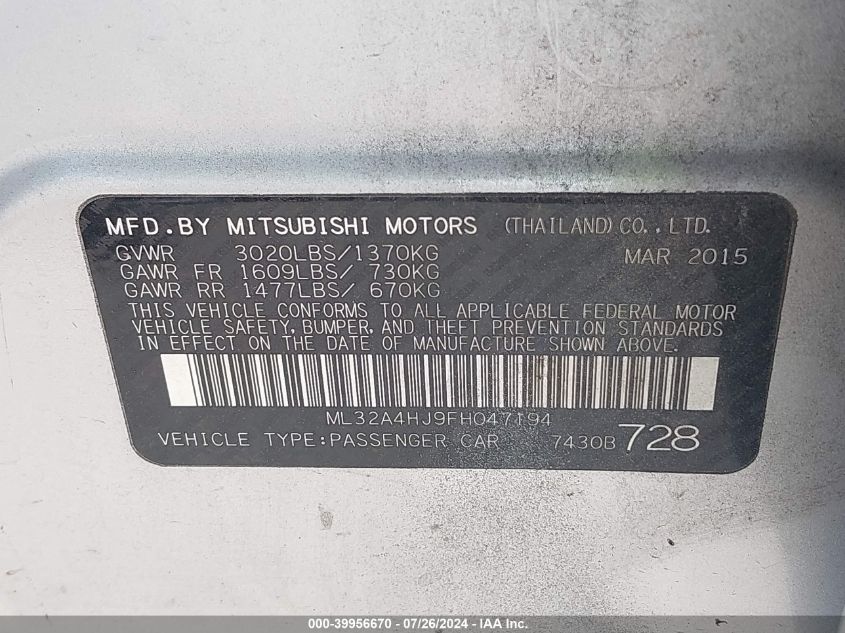 MFD.BY MITSUBISHI MOTORS (THAILAND) CO.,LTD.
GVWR 3020LBS/1370KG MAR 2015
GAWR FR 1609LBS/ 730KG
GAWR RR 1477LBS/ 670KG
THIS VEHICLE CONFORMS TO ALL APPLICABLE FEDERAL MOTOR
VEHICLE SAFETY, BUMPER, AND THEFT PREVENTION STANDARDS
IN EFFECT ON THE DATE OF MANUFACTURE SHOWN ABOVE.
ML32A4HJ9FH047194
VEHICLE TYPE:PASSENGER CAR 7430B 728
000-39956670 / 07/26/2024 / IAAI.com